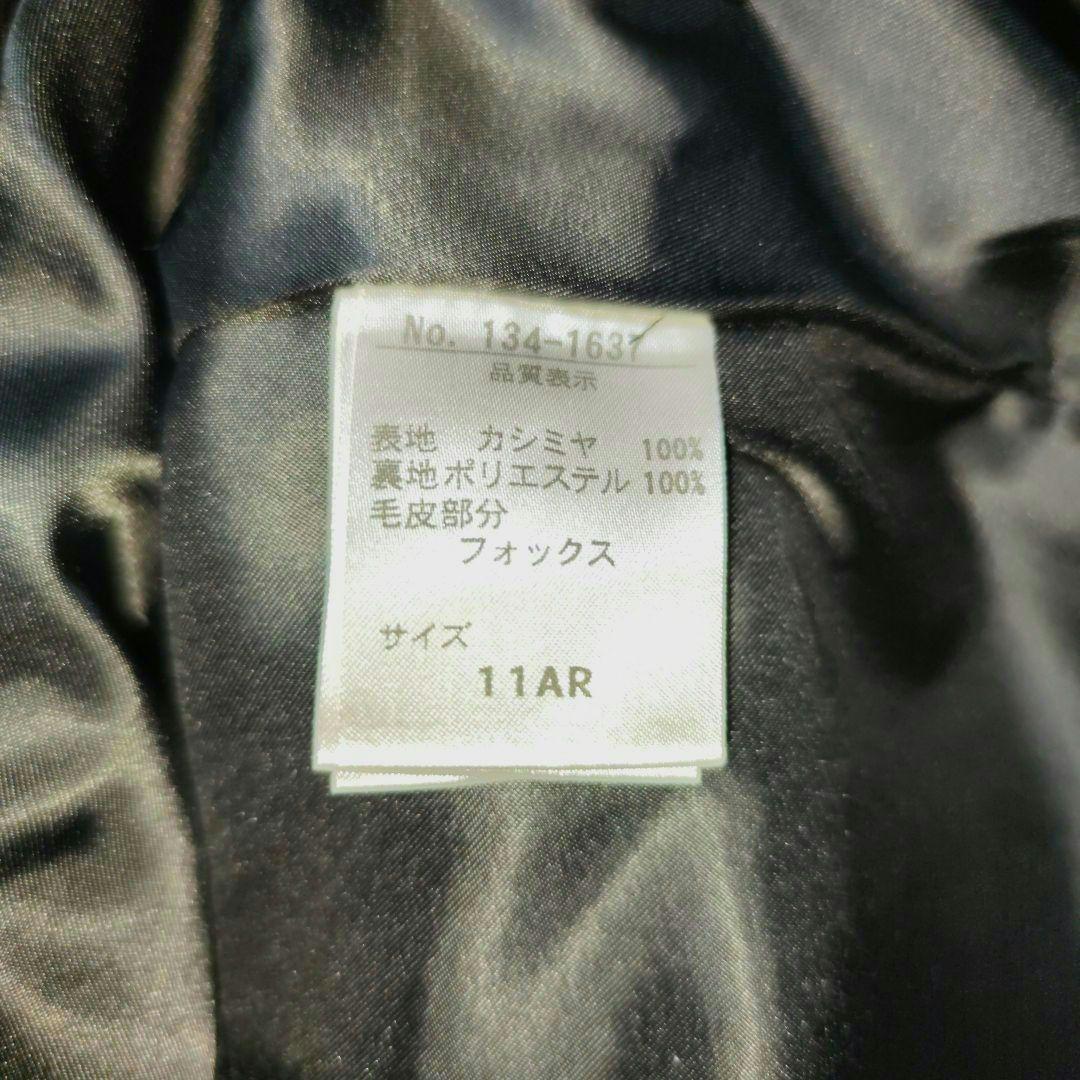 No. 134-1637
品質表示
表地 カシミヤ 100%
裏地ポリエステル 100%
毛皮部分
フォックス
サイズ
11AR